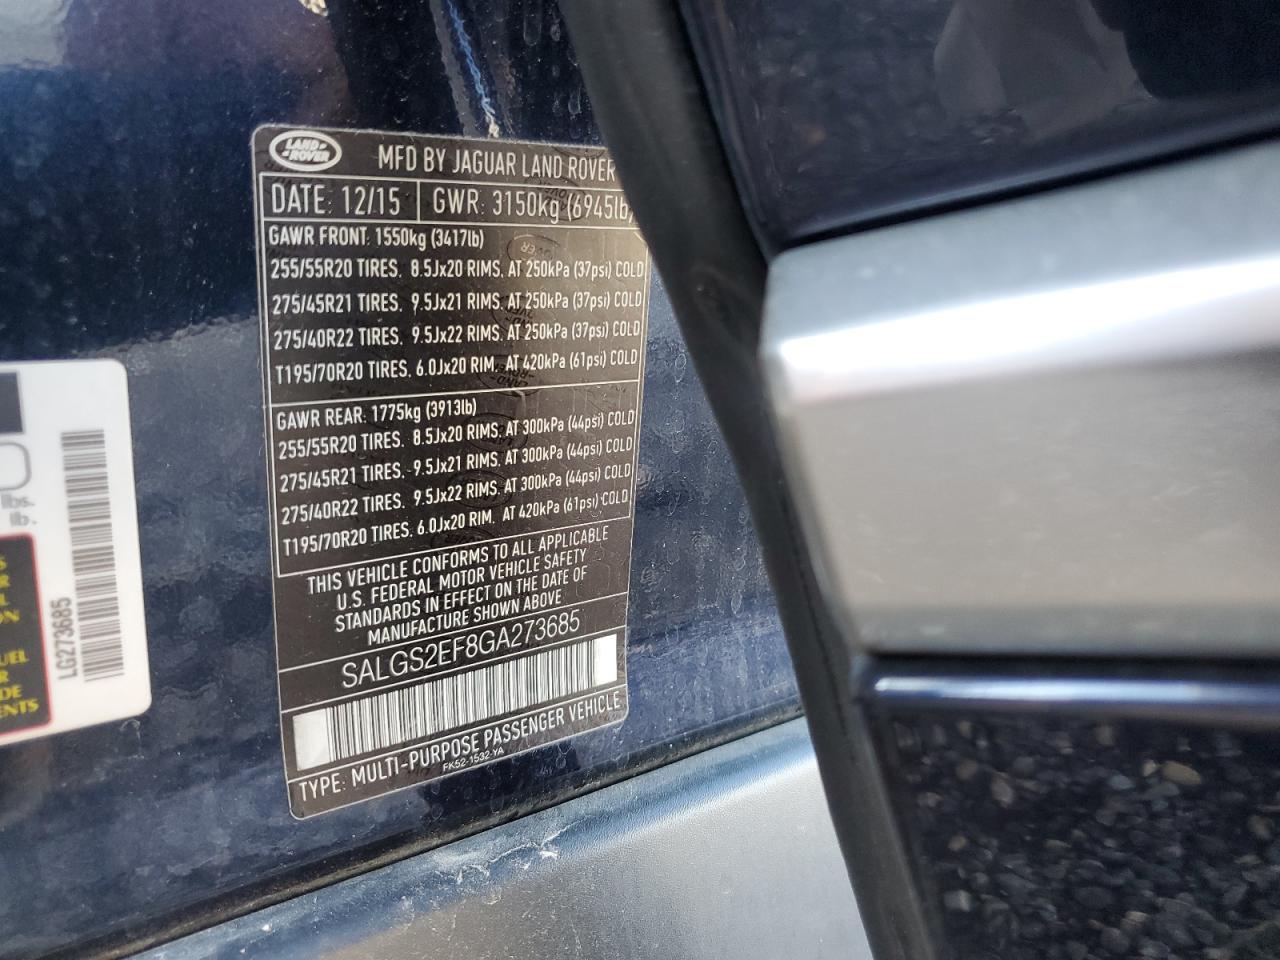 LAND-
-ROVER
MFD BY JAGUAR LAND ROVER
DATE: 12/15 GWR: 3150kg (6945lb)
GAWR FRONT: 1550kg (3417lb)
255/55R20 TIRES. 8.5Jx20 RIMS. AT 250kPa (37psi) COLD
275/45R21 TIRES. 9.5Jx21 RIMS. AT 250kPa (37psi) COLD
275/40R22 TIRES. 9.5Jx22 RIMS. AT 250kPa (37psi) COLD
T195/70R20 TIRES. 6.0Jx20 RIM. AT 420kPa (61psi) COLD
GAWR REAR: 1775kg (3913lb)
255/55R20 TIRES. 8.5Jx20 RIMS. AT 300kPa (44psi) COLD
275/45R21 TIRES. 9.5Jx21 RIMS. AT 300kPa (44psi) COLD
275/40R22 TIRES. 9.5Jx22 RIMS. AT 300kPa (44psi) COLD
T195/70R20 TIRES. 6.0Jx20 RIM. AT 420kPa (61psi) COLD
THIS VEHICLE CONFORMS TO ALL APPLICABLE
U.S. FEDERAL MOTOR VEHICLE SAFETY
STANDARDS IN EFFECT ON THE DATE OF
MANUFACTURE SHOWN ABOVE
SALGS2EF8GA273685
TYPE: MULTI-PURPOSE PASSENGER VEHICLE
FK52-1532-YA
lbs.
lb.
LG273685